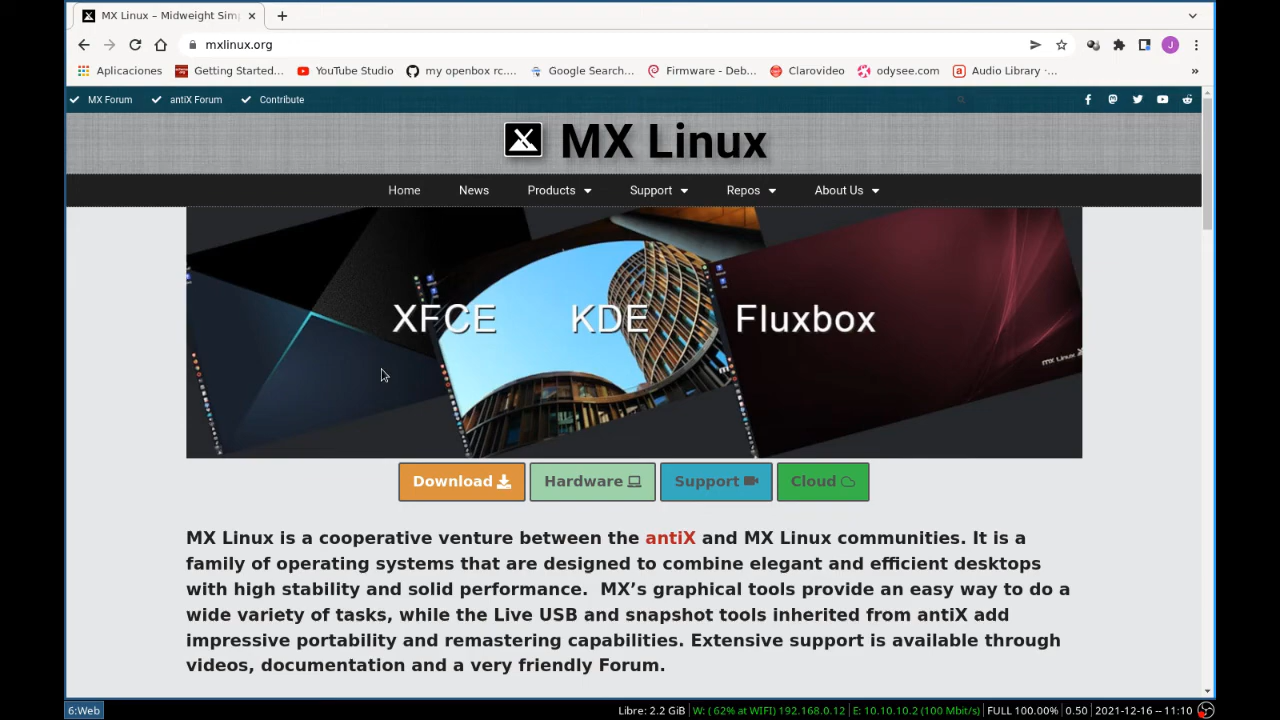 MX Linux – Midweight Sim
mxlinux.org
J
Aplicaciones Getting Started... YouTube Studio my openbox rc.... Google Search... Firmware - Deb... Clarovideo odysee.com Audio Library -... »
MX Forum antiX Forum Contribute
MX Linux
Home News Products Support Repos About Us
XFCE KDE Fluxbox
MX Linux
Download Hardware Support Cloud
MX Linux is a cooperative venture between the antiX and MX Linux communities. It is a
family of operating systems that are designed to combine elegant and efficient desktops
with high stability and solid performance. MX’s graphical tools provide an easy way to do a
wide variety of tasks, while the Live USB and snapshot tools inherited from antiX add
impressive portability and remastering capabilities. Extensive support is available through
videos, documentation and a very friendly Forum.
6:Web Libre: 2.2 GiB W: ( 62% at WIFI) 192.168.0.12 E: 10.10.10.2 (100 Mbit/s) FULL 100.00% 0.50 2021-12-16 -- 11:10